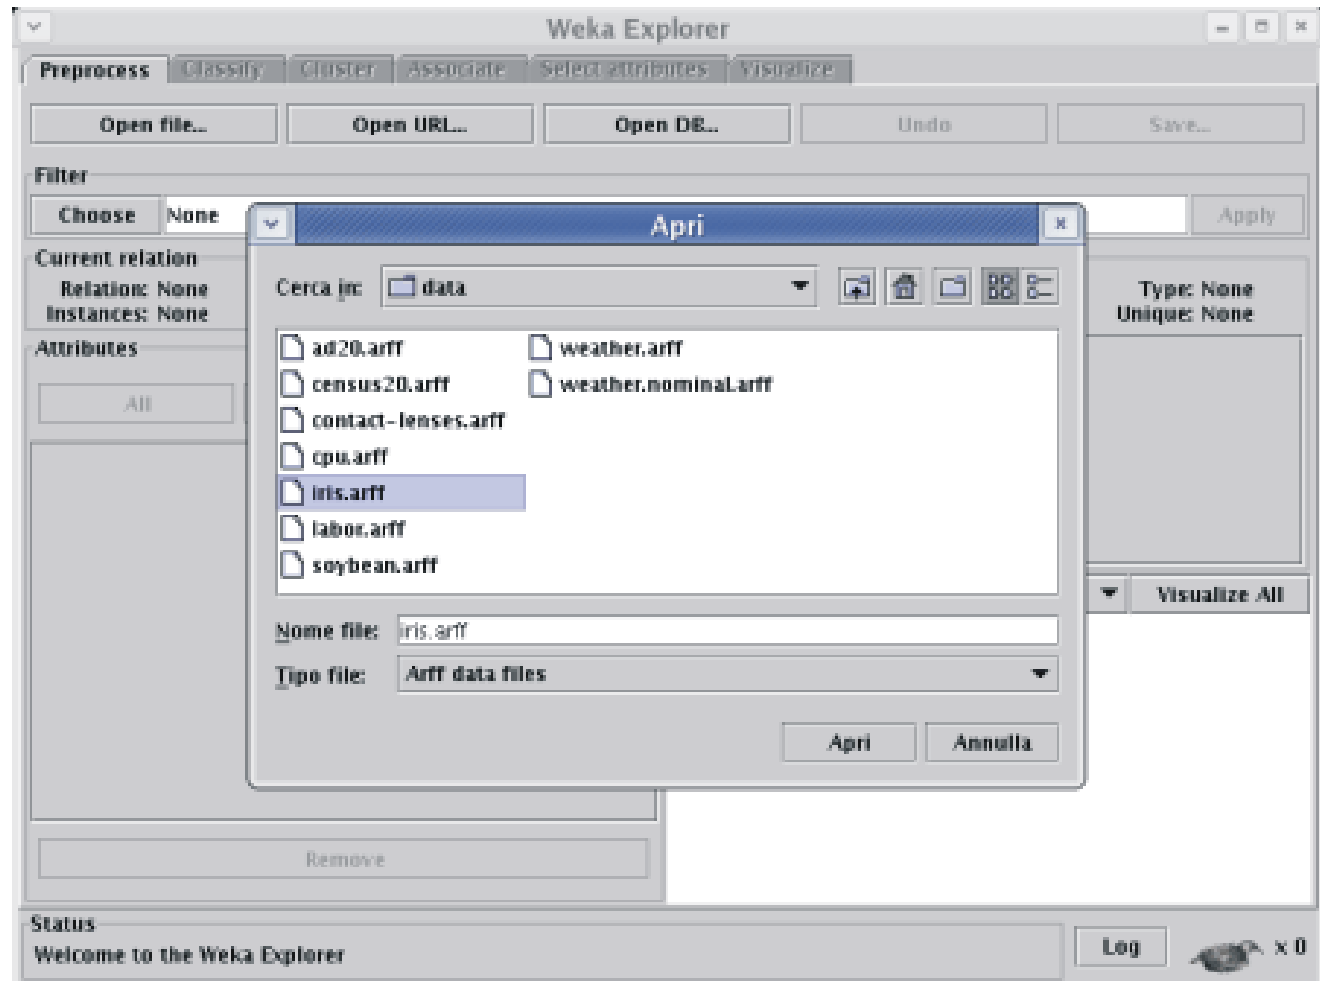 Weka Explorer
Preprocess Classify Cluster Associate Select attributes Visualize
Open file... Open URL... Open DB... Undo Save...
Filter
Choose None Apply
Apri
Current relation
Relation: None
Instances: None
Type: None
Unique: None
Cerca in: data
Attributes
All
ad20.arff
census20.arff
contact-lenses.arff
cpu.arff
iris.arff
labor.arff
soybean.arff
weather.arff
weather.nominal.arff
Visualize All
Nome file: iris.arff
Tipo file: Arff data files
Apri Annulla
Remove
Status
Welcome to the Weka Explorer
Log x 0